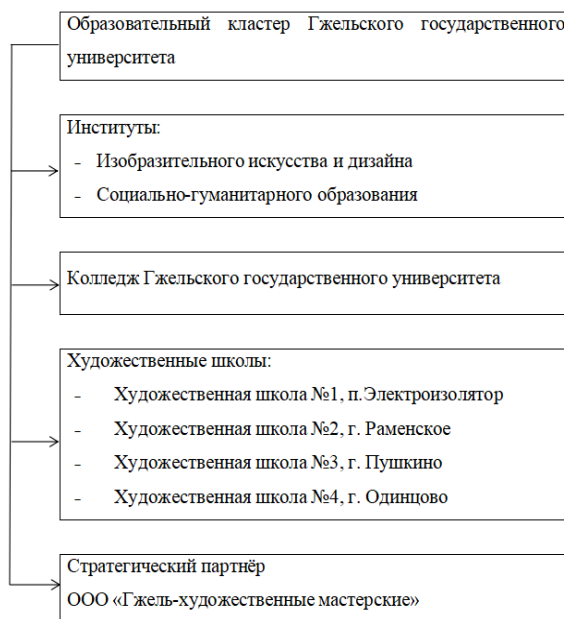 Образовательный кластер Гжельского государственного
университета
Институты:
- Изобразительного искусства и дизайна
- Социально-гуманитарного образования
Колледж Гжельского государственного университета
Художественные школы:
- Художественная школа №1, п.Электроизолятор
- Художественная школа №2, г. Раменское
- Художественная школа №3, г. Пушкино
- Художественная школа №4, г. Одинцово
Стратегический партнёр
ООО «Гжель-художественные мастерские»